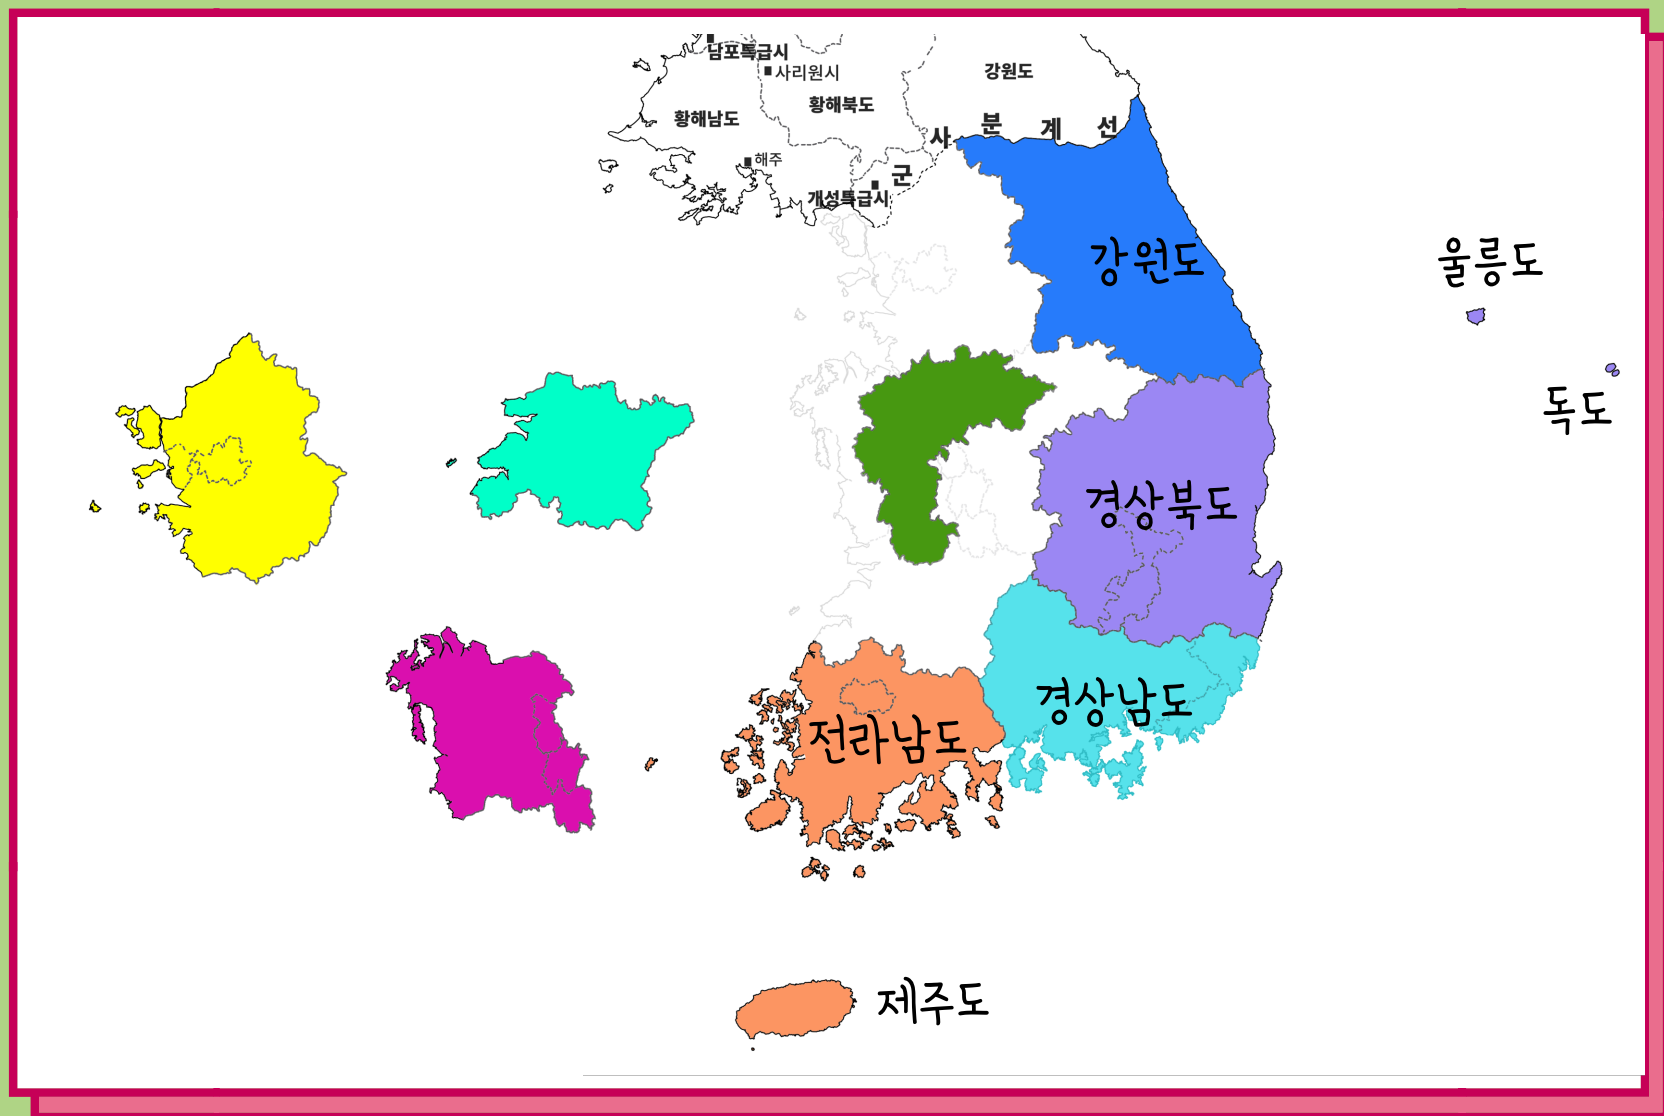 남포특급시
사리원시
강원도
황해북도
황해남도
사 분 계 선
해주
군
개성특급시
강원도
울릉도
독도
경상북도
경상남도
전라남도
제주도